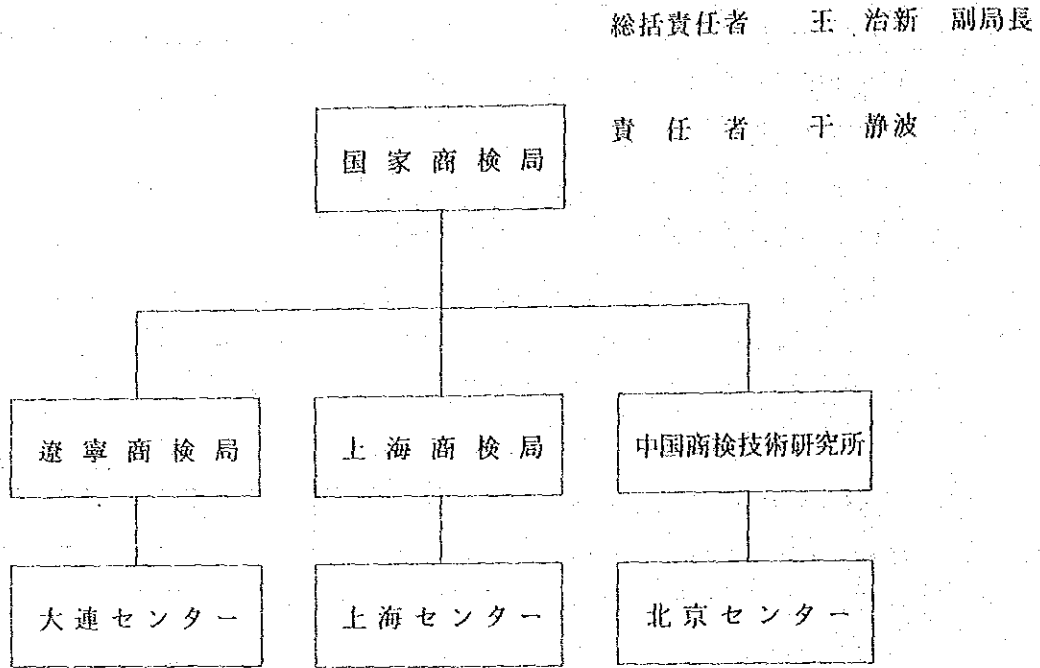 総括責任者 王 治新 副局長
責任者 干 静波
国家商検局
遼寧商検局 上海商検局 中国商検技術研究所
大連センター 上海センター 北京センター